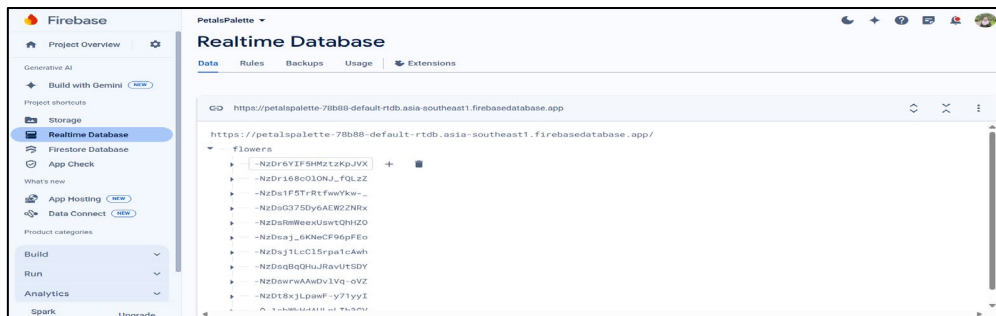 Firebase
Project Overview
Generative AI
Build with Gemini NEW
Project shortcuts
Storage
Realtime Database
Firestore Database
App Check
What's new
App Hosting NEW
Data Connect NEW
Product categories
Build
Run
Analytics
Spark
Upgrade
PetalsPalette
Realtime Database
Data Rules Backups Usage Extensions
https://petalspalette-78b88-default-rtdb.asia-southeast1.firebasedatabase.app
https://petalspalette-78b88-default-rtdb.asia-southeast1.firebasedatabase.app/
flowers
-NzDr6YIF5HMztzKpJVX
-NzDri68cOlONJ_fQLzZ
-NzDs1F5TrRtfwwYkw-_
-NzDsG375Dy6AEW2ZNRx
-NzDsRmWeexUswtQhHZO
-NzDsaj_6KNeCF96pFEo
-NzDsj1LcCl5rpa1cAwh
-NzDsqBqQHuJRavUtSDY
-NzDswrwAAwDvlVq-oVZ
-NzDt8xjLpawF-y71yyI